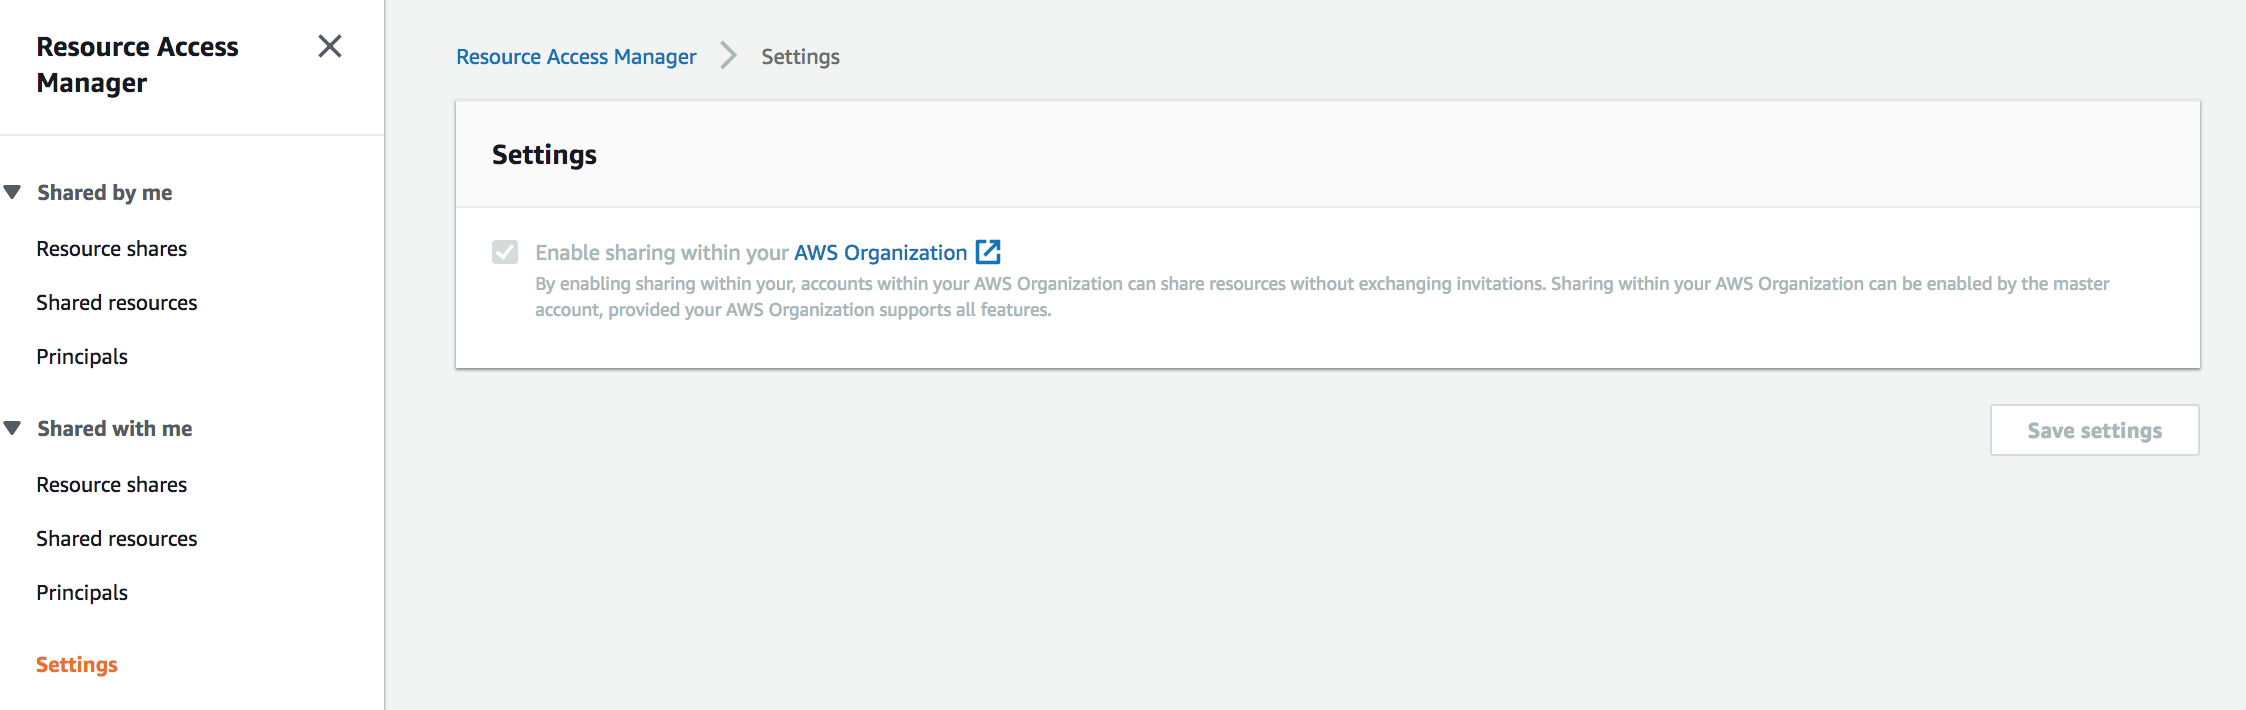 Resource Access
Manager
Shared by me
Resource shares
Shared resources
Principals
Shared with me
Resource shares
Shared resources
Principals
Settings
Resource Access Manager
Settings
Settings
Enable sharing within your AWS Organization
By enabling sharing within your, accounts within your AWS Organization can share resources without exchanging invitations. Sharing within your AWS Organization can be enabled by the master
account, provided your AWS Organization supports all features.
Save settings